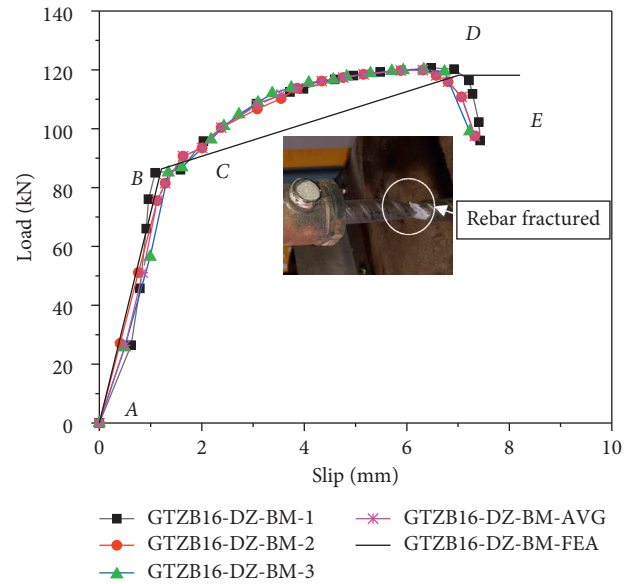 140
120
100
80
60
40
20
0
Load (kN)
0 2 4 6 8 10
Slip (mm)
A
B
C
D
E
Rebar fractured
GTZB16-DZ-BM-1
GTZB16-DZ-BM-2
GTZB16-DZ-BM-3
GTZB16-DZ-BM-AVG
GTZB16-DZ-BM-FEA